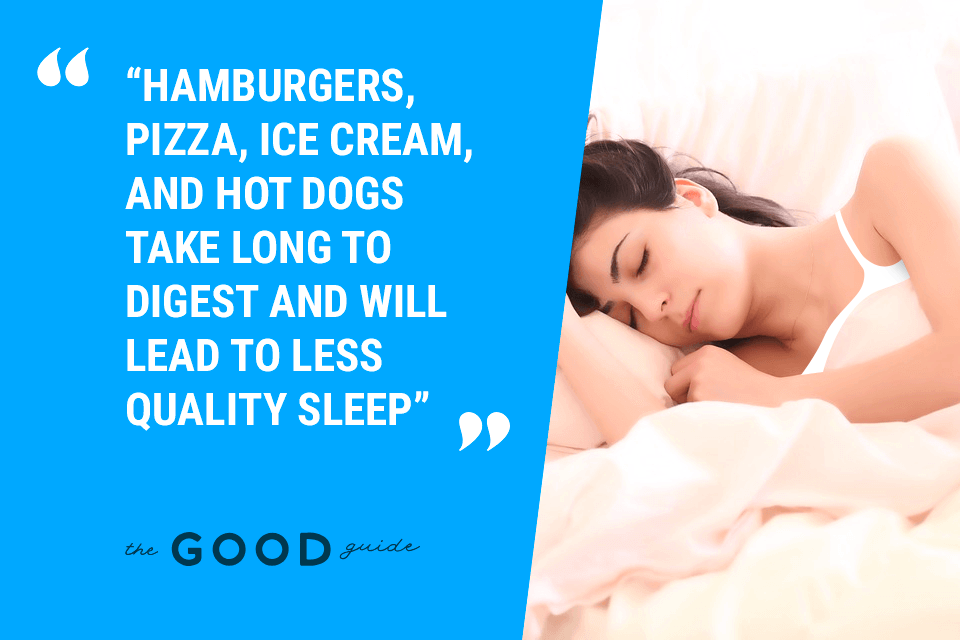 “HAMBURGERS,
PIZZA, ICE CREAM,
AND HOT DOGS
TAKE LONG TO
DIGEST AND WILL
LEAD TO LESS
QUALITY SLEEP”
the GOOD guide